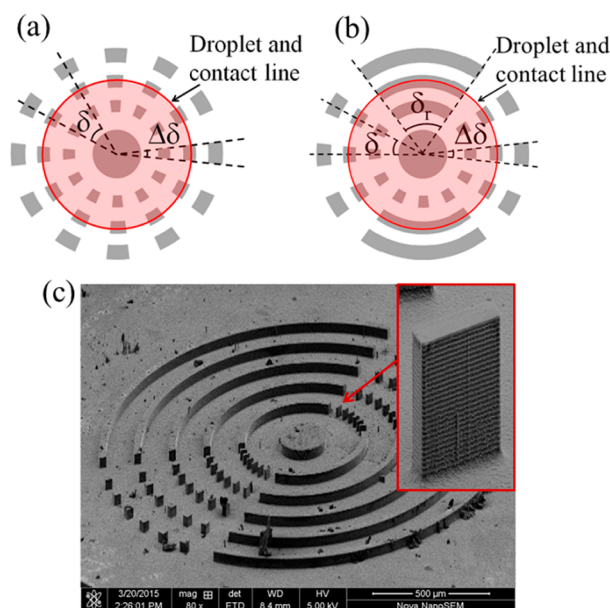 (a)
Droplet and
contact line
δ
Δδ
(b)
Droplet and
contact line
δr
δ
Δδ
(c)
3/20/2015
2:26:01 PM
mag
80 x
det
ETD
WD
8.4 mm
HV
5.00 kV
500 µm
Nova NanoSEM